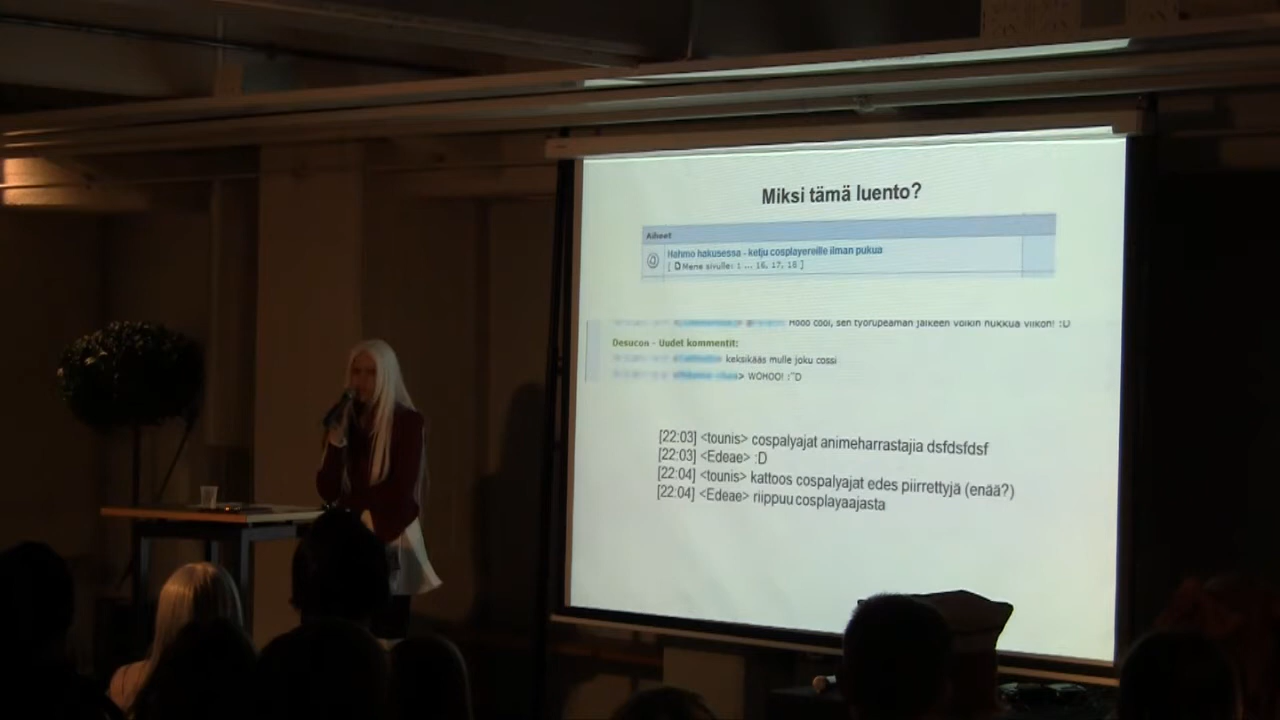 Miksi tämä luento?
Aiheet
Hahmo hakusessa - ketju cosplayereille ilman pukua
[ Mene sivulle: 1 ... 16, 17, 18 ]
Hooo cool, sen työrupeaman jälkeen voikin nukkua viikon! :D
Desucon - Uudet kommentit:
keksikääs mulle joku cossi
> WOHOO! :"D
[22:03] <tounis> cospalyajat animeharrastajia dsfdsfdsf
[22:03] <Edeae> :D
[22:04] <tounis> kattoos cospalyajat edes piirrettyjä (enää?)
[22:04] <Edeae> riippuu cosplayaajasta